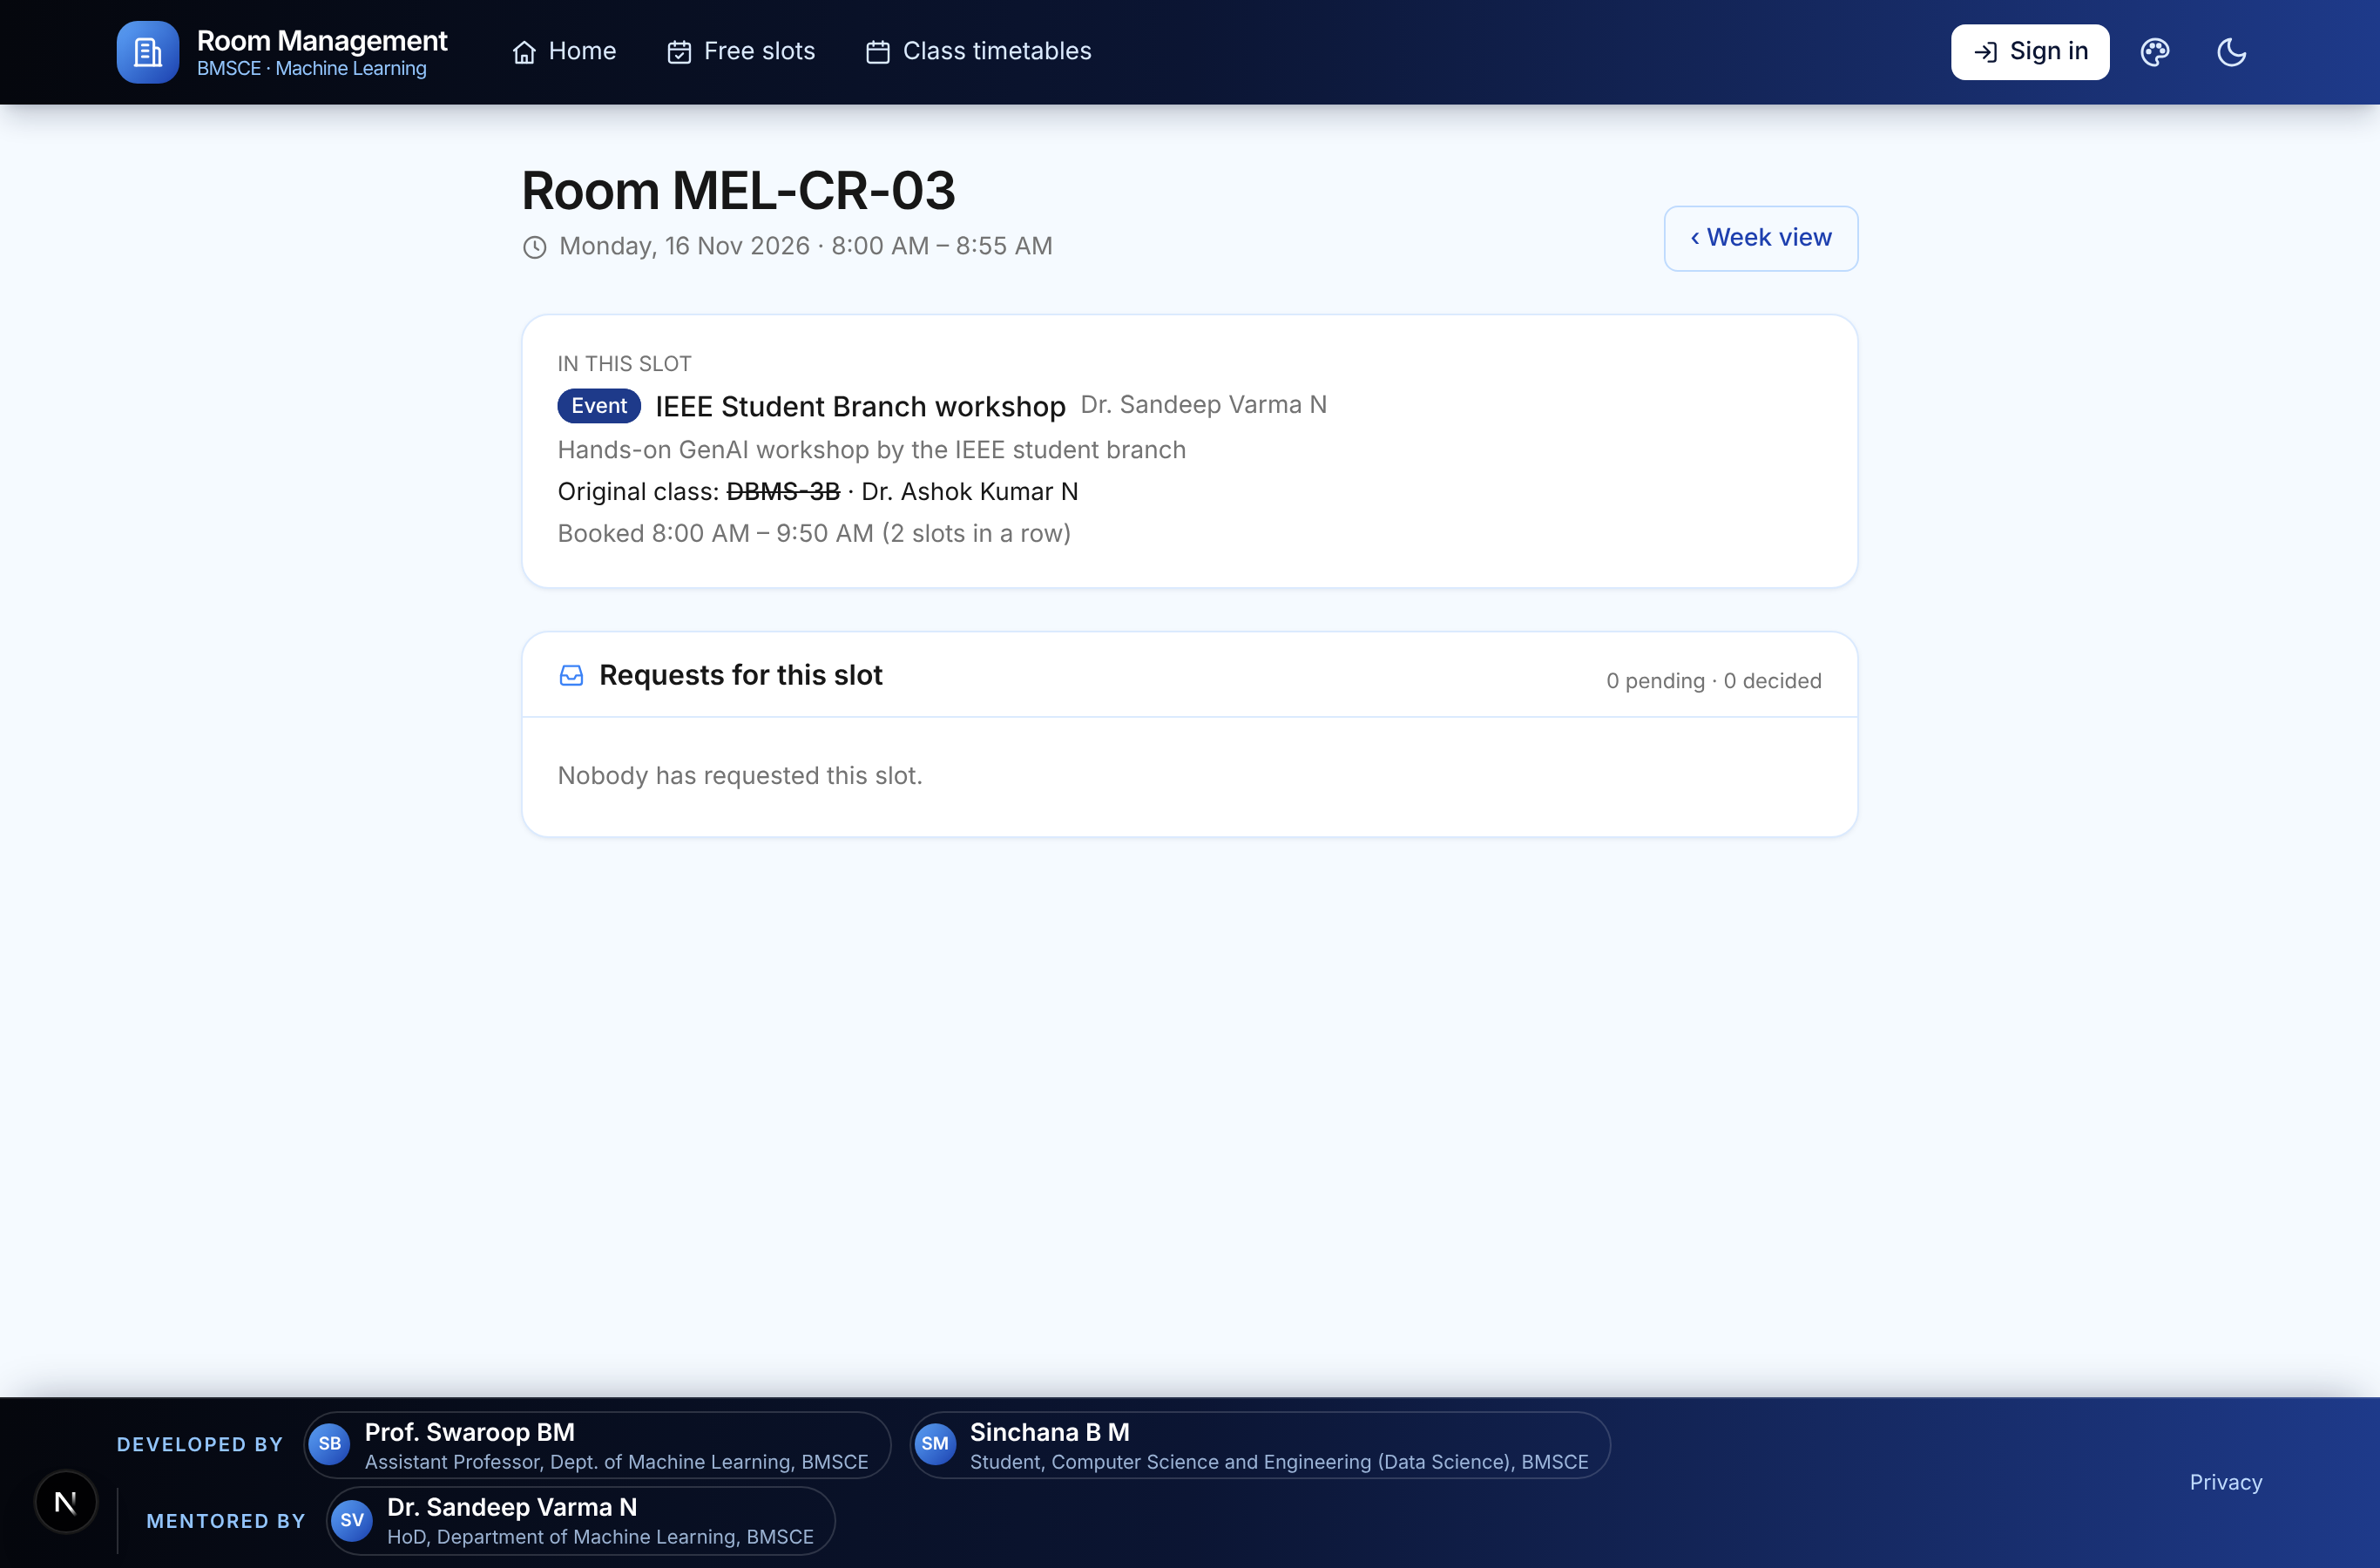 Room Management
BMSCE · Machine Learning
Home
Free slots
Class timetables
Sign in
Room MEL-CR-03
Monday, 16 Nov 2026 · 8:00 AM – 8:55 AM
‹ Week view
IN THIS SLOT
Event IEEE Student Branch workshop Dr. Sandeep Varma N
Hands-on GenAI workshop by the IEEE student branch
Original class: DBMS-3B · Dr. Ashok Kumar N
Booked 8:00 AM – 9:50 AM (2 slots in a row)
Requests for this slot
0 pending · 0 decided
Nobody has requested this slot.
DEVELOPED BY
SB
Prof. Swaroop BM
Assistant Professor, Dept. of Machine Learning, BMSCE
SM
Sinchana B M
Student, Computer Science and Engineering (Data Science), BMSCE
N
MENTORED BY
SV
Dr. Sandeep Varma N
HoD, Department of Machine Learning, BMSCE
Privacy